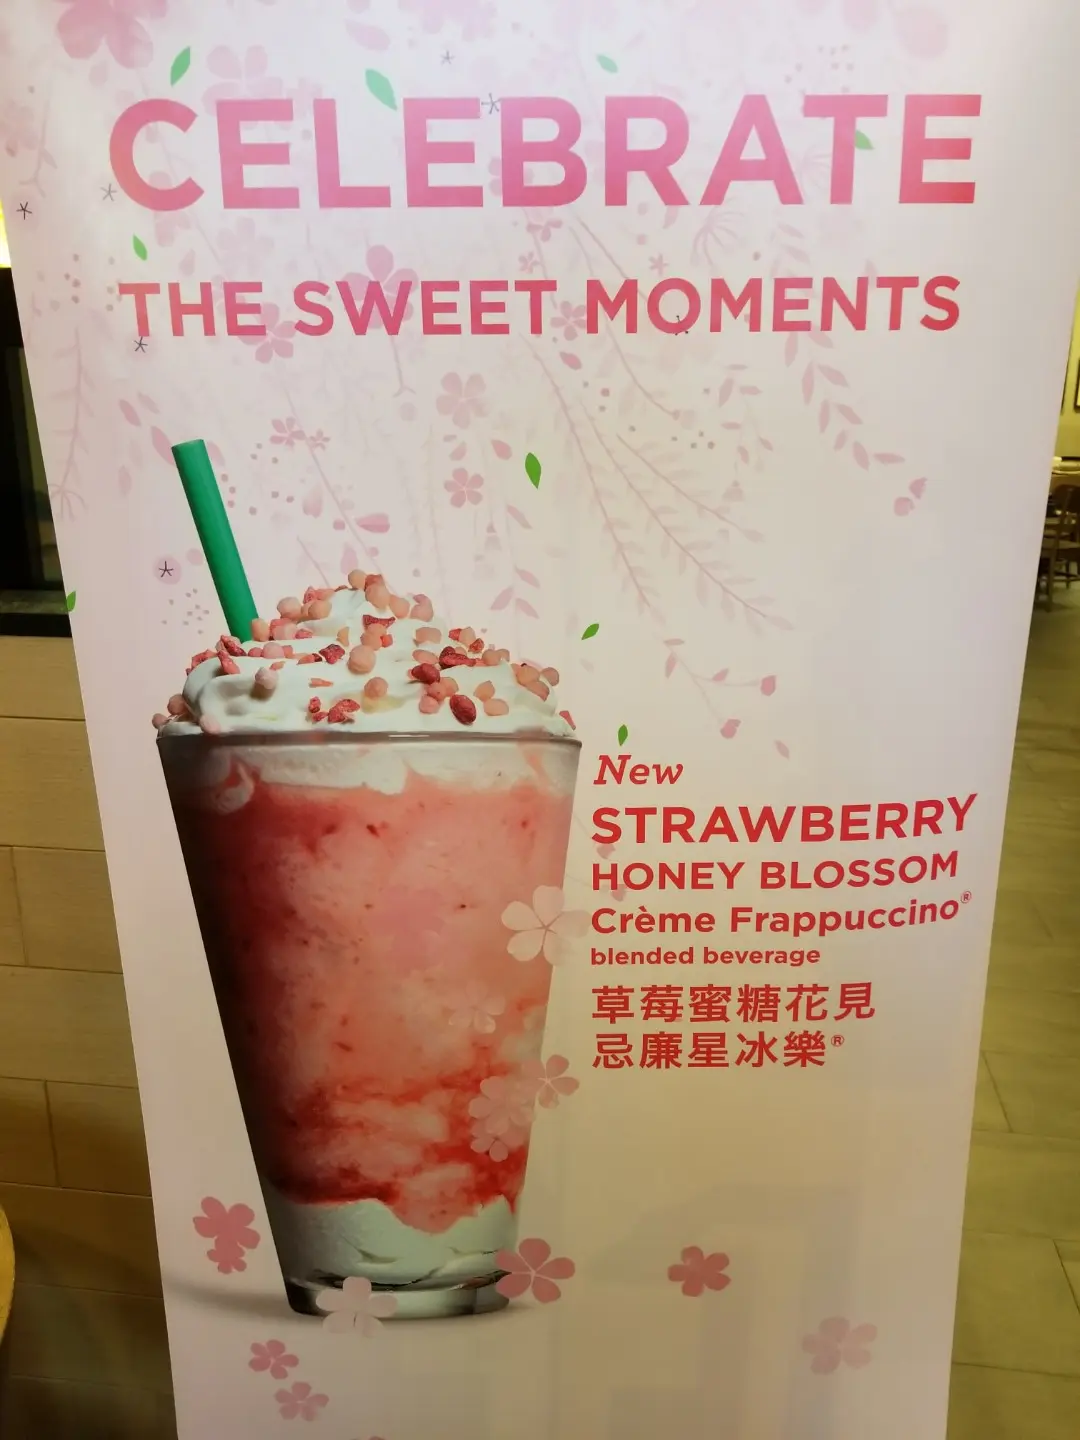 CELEBRATE
THE SWEET MOMENTS
New
STRAWBERRY
HONEY BLOSSOM
Crème Frappuccino®
blended beverage
草莓蜜糖花見
忌廉星冰樂®